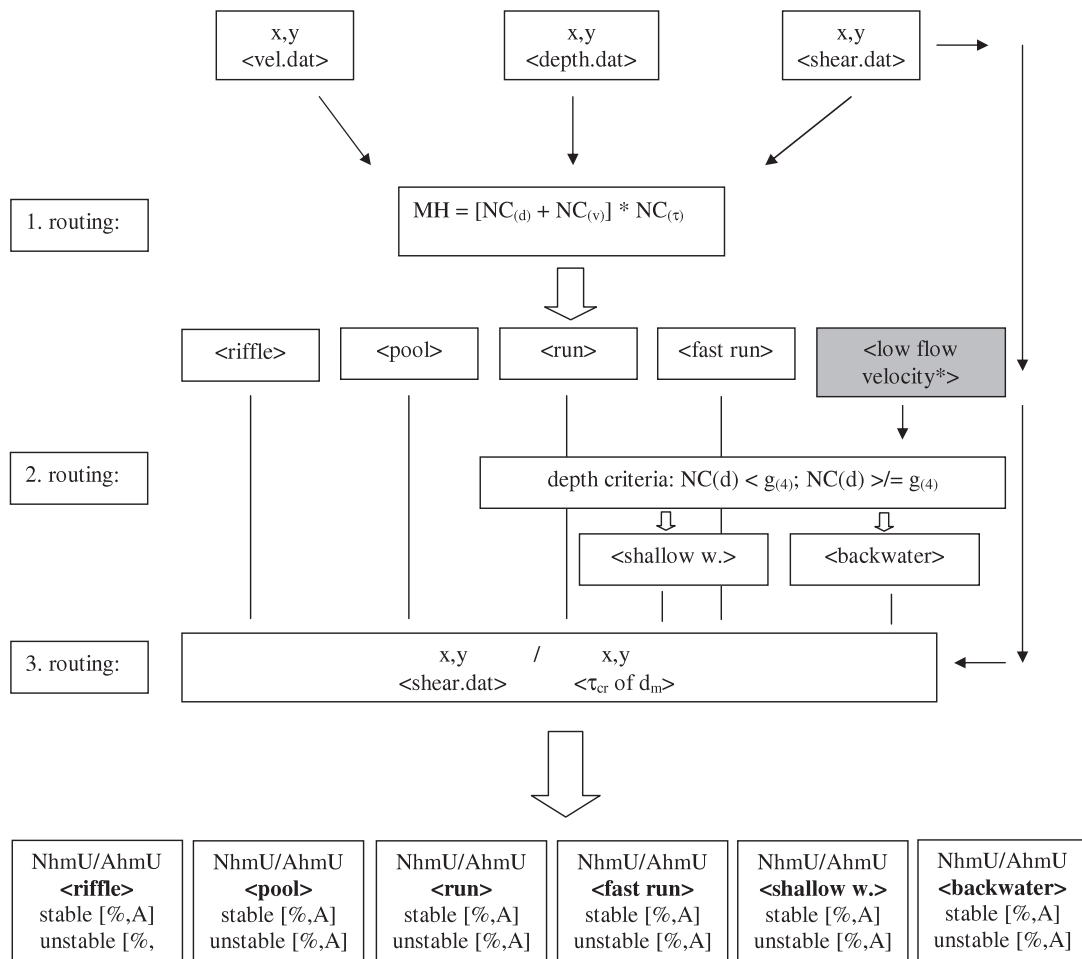 x,y
<vel.dat>
x,y
<depth.dat>
x,y
<shear.dat>
1. routing:
MH = [NC(d) + NC(v)] * NC(τ)
<riffle>
<pool>
<run>
<fast run>
<low flow
velocity*>
2. routing:
depth criteria: NC(d) < g(4); NC(d) >/= g(4)
<shallow w.>
<backwater>
3. routing:
x,y / x,y
<shear.dat> <τcr of dm>
NhmU/AhmU
<riffle>
stable [%,A]
unstable [%,
NhmU/AhmU
<pool>
stable [%,A]
unstable [%,A]
NhmU/AhmU
<run>
stable [%,A]
unstable [%,A]
NhmU/AhmU
<fast run>
stable [%,A]
unstable [%,A]
NhmU/AhmU
<shallow w.>
stable [%,A]
unstable [%,A]
NhmU/AhmU
<backwater>
stable [%,A]
unstable [%,A]